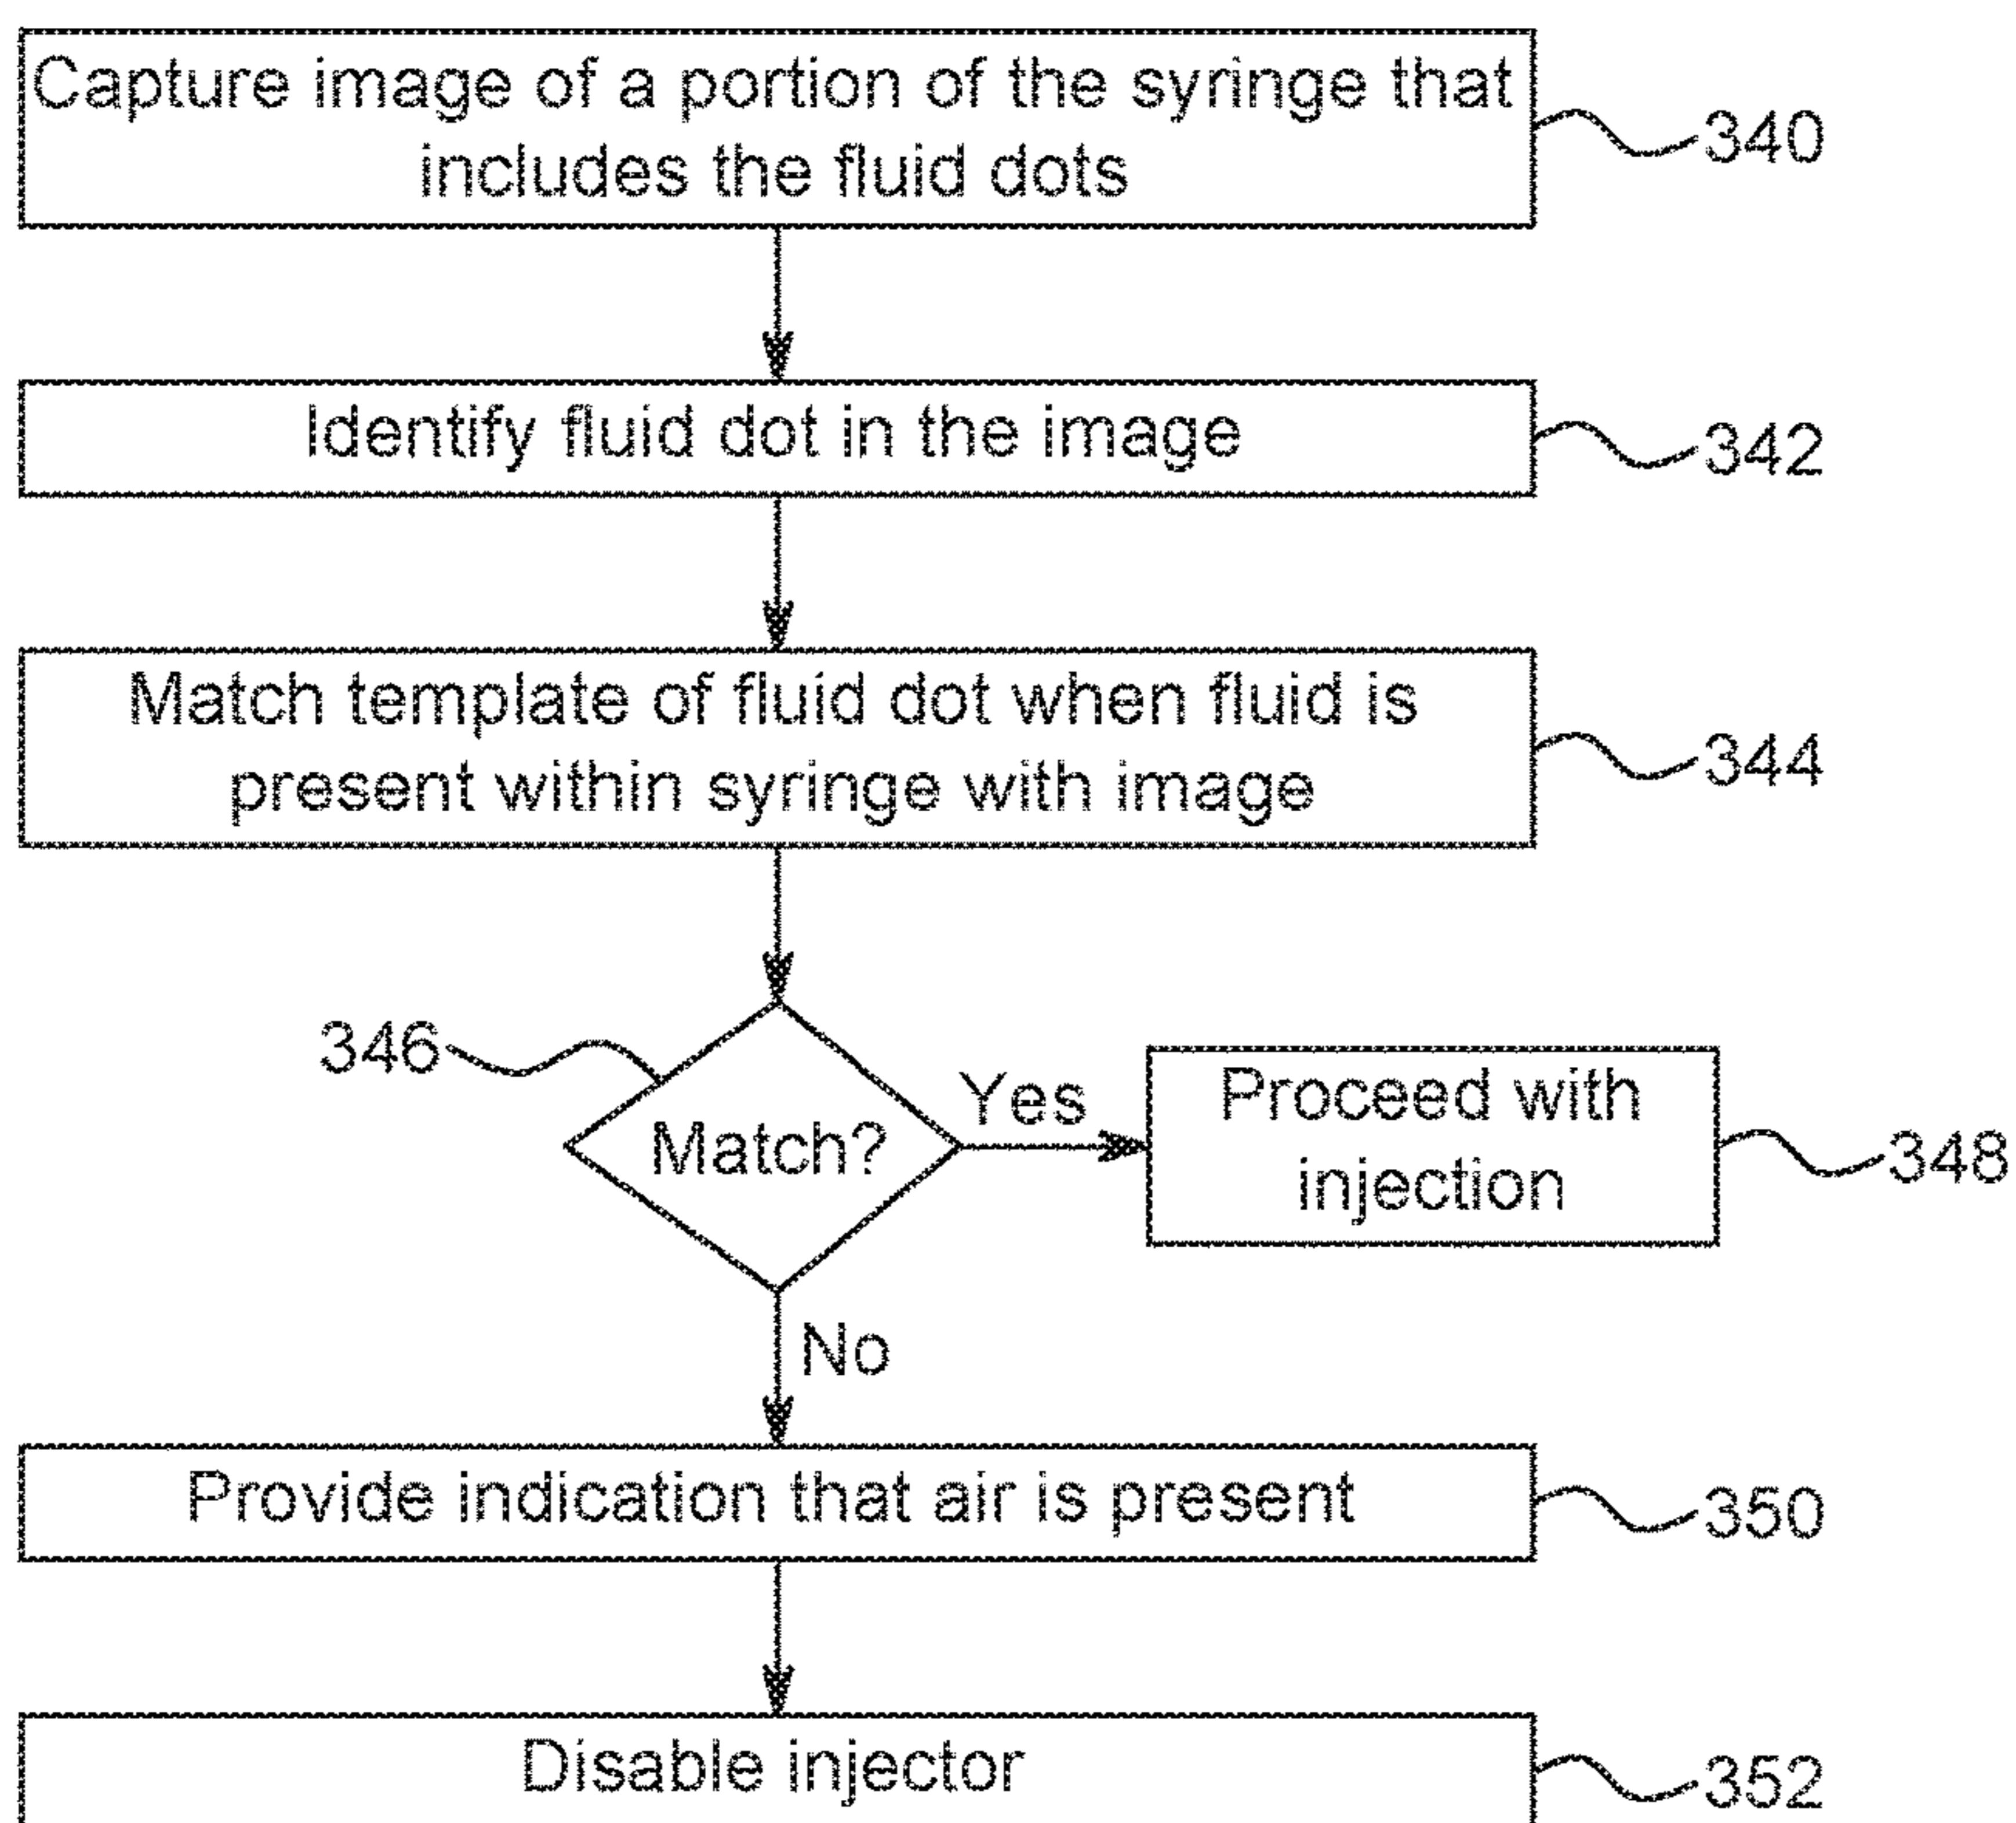 Capture image of a portion of the syringe that
includes the fluid dots
340
Identify fluid dot in the image
342
Match template of fluid dot when fluid is
present within syringe with image
344
346
Match?
Yes
Proceed with
injection
348
No
Provide indication that air is present
350
Disable injector
352